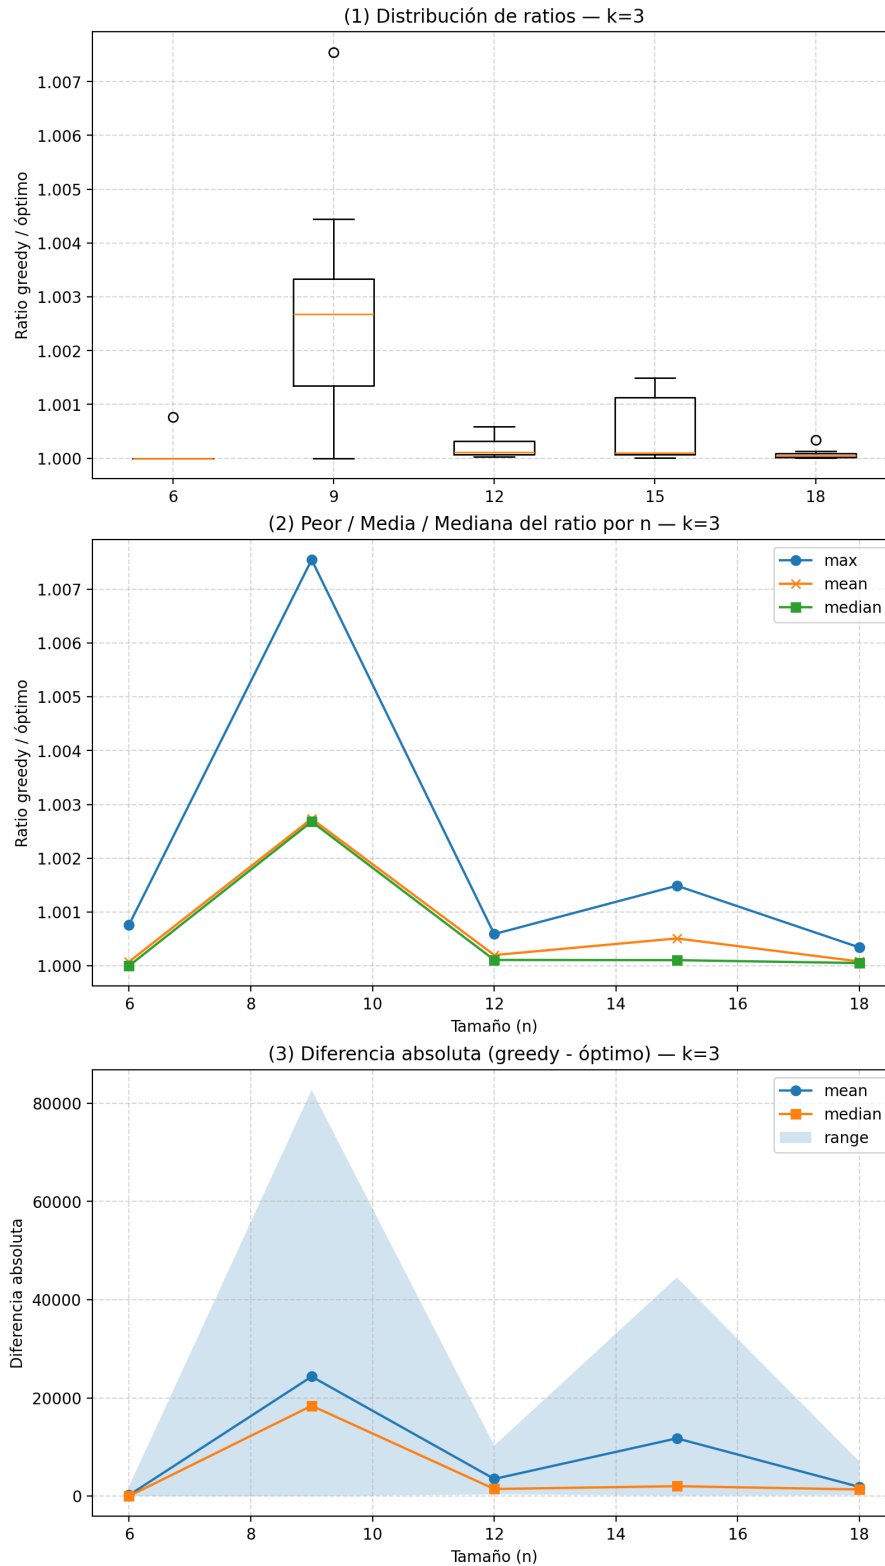 (1) Distribución de ratios — k=3
Ratio greedy / óptimo
1.007
1.006
1.005
1.004
1.003
1.002
1.001
1.000
6 9 12 15 18
(2) Peor / Media / Mediana del ratio por n — k=3
Ratio greedy / óptimo
1.007
1.006
1.005
1.004
1.003
1.002
1.001
1.000
max
mean
median
6 8 10 12 14 16 18
Tamaño (n)
(3) Diferencia absoluta (greedy - óptimo) — k=3
Diferencia absoluta
80000
60000
40000
20000
0
mean
median
range
6 8 10 12 14 16 18
Tamaño (n)